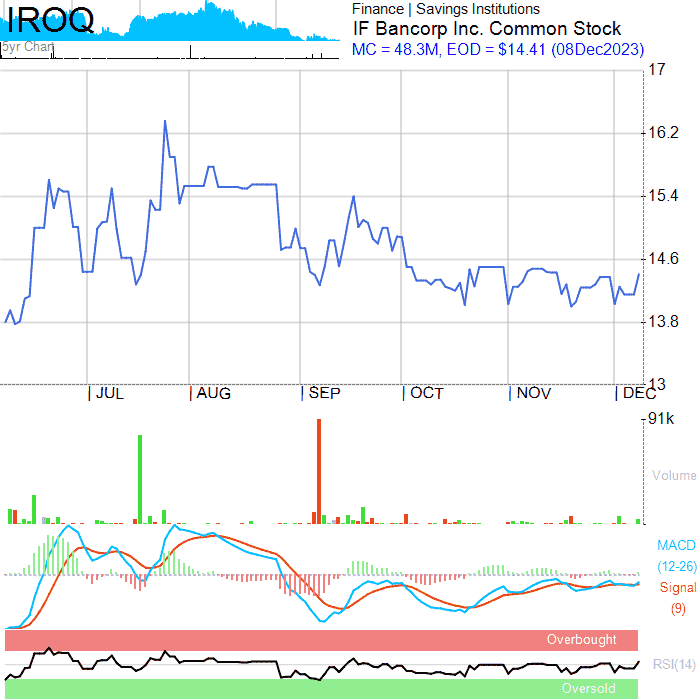 IROQ
5yr Chart
Finance | Savings Institutions
IF Bancorp Inc. Common Stock
MC = 48.3M, EOD = $14.41 (08Dec2023)
17
16.2
15.4
14.6
13.8
13
JUL AUG SEP OCT NOV DEC
91k
Volume
MACD
(12-26)
Signal
(9)
Overbought
RSI(14)
Oversold